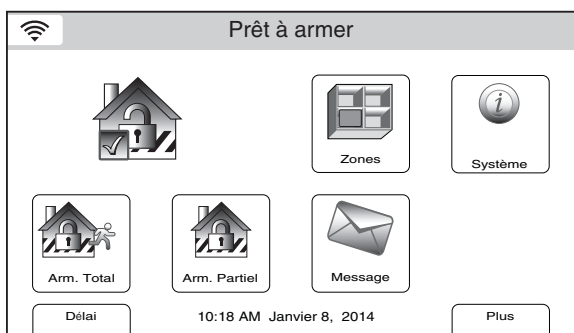 Prêt à armer
Zones
Système
Arm. Total
Arm. Partiel
Message
Délai
10:18 AM Janvier 8, 2014
Plus